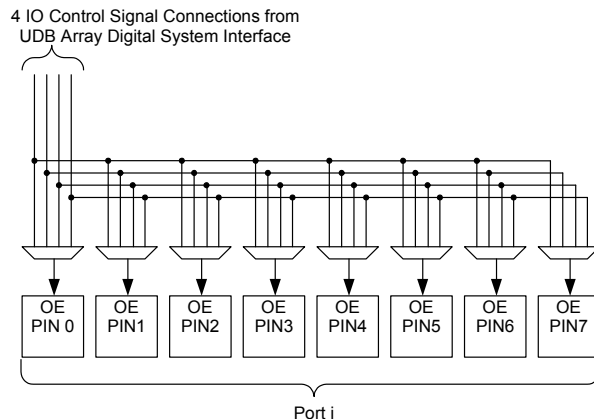 4 IO Control Signal Connections from
UDB Array Digital System Interface
OE
PIN 0
OE
PIN1
OE
PIN2
OE
PIN3
OE
PIN4
OE
PIN5
OE
PIN6
OE
PIN7
Port i